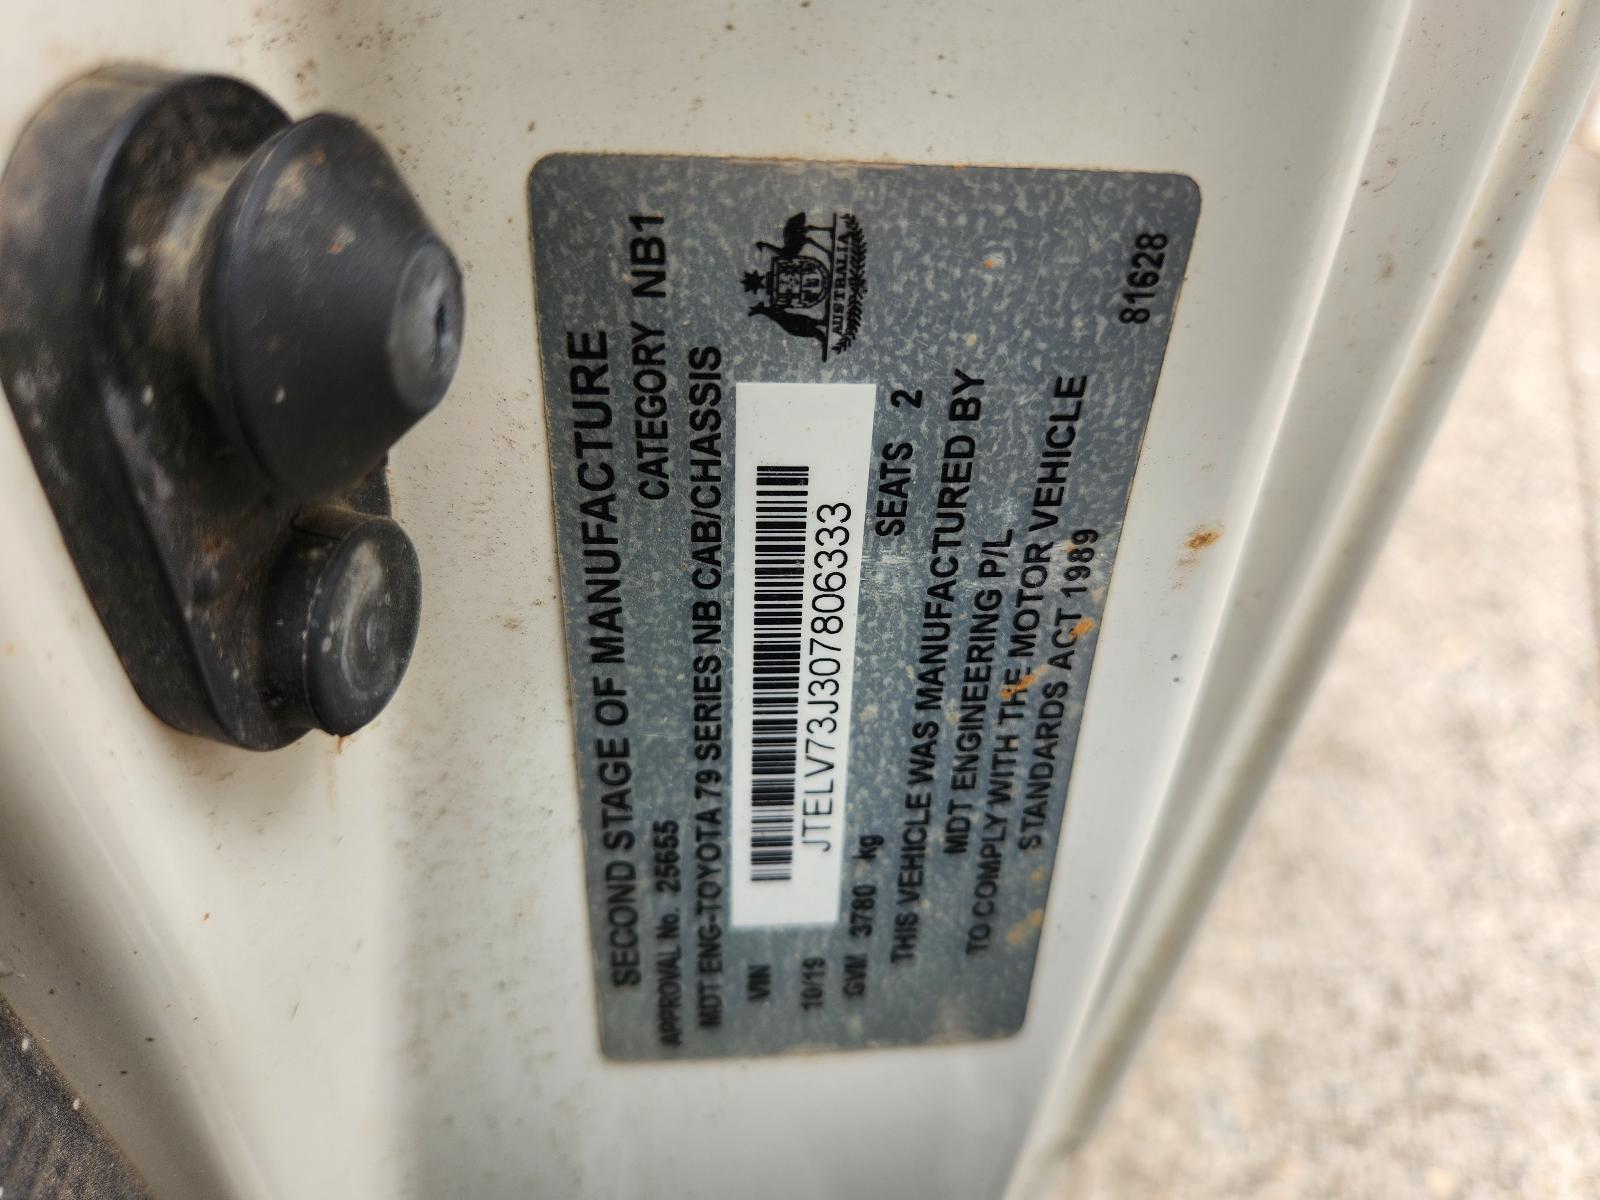 SECOND STAGE OF MANUFACTURE
APPROVAL No. 25655 CATEGORY NB1
MDT ENG-TOYOTA 79 SERIES NB CAB/CHASSIS
VIN
JTELV73J307806333
10/19
GVM 3780 kg SEATS 2
AUSTRALIA
THIS VEHICLE WAS MANUFACTURED BY
MDT ENGINEERING P/L
TO COMPLY WITH THE MOTOR VEHICLE
STANDARDS ACT 1989
81628